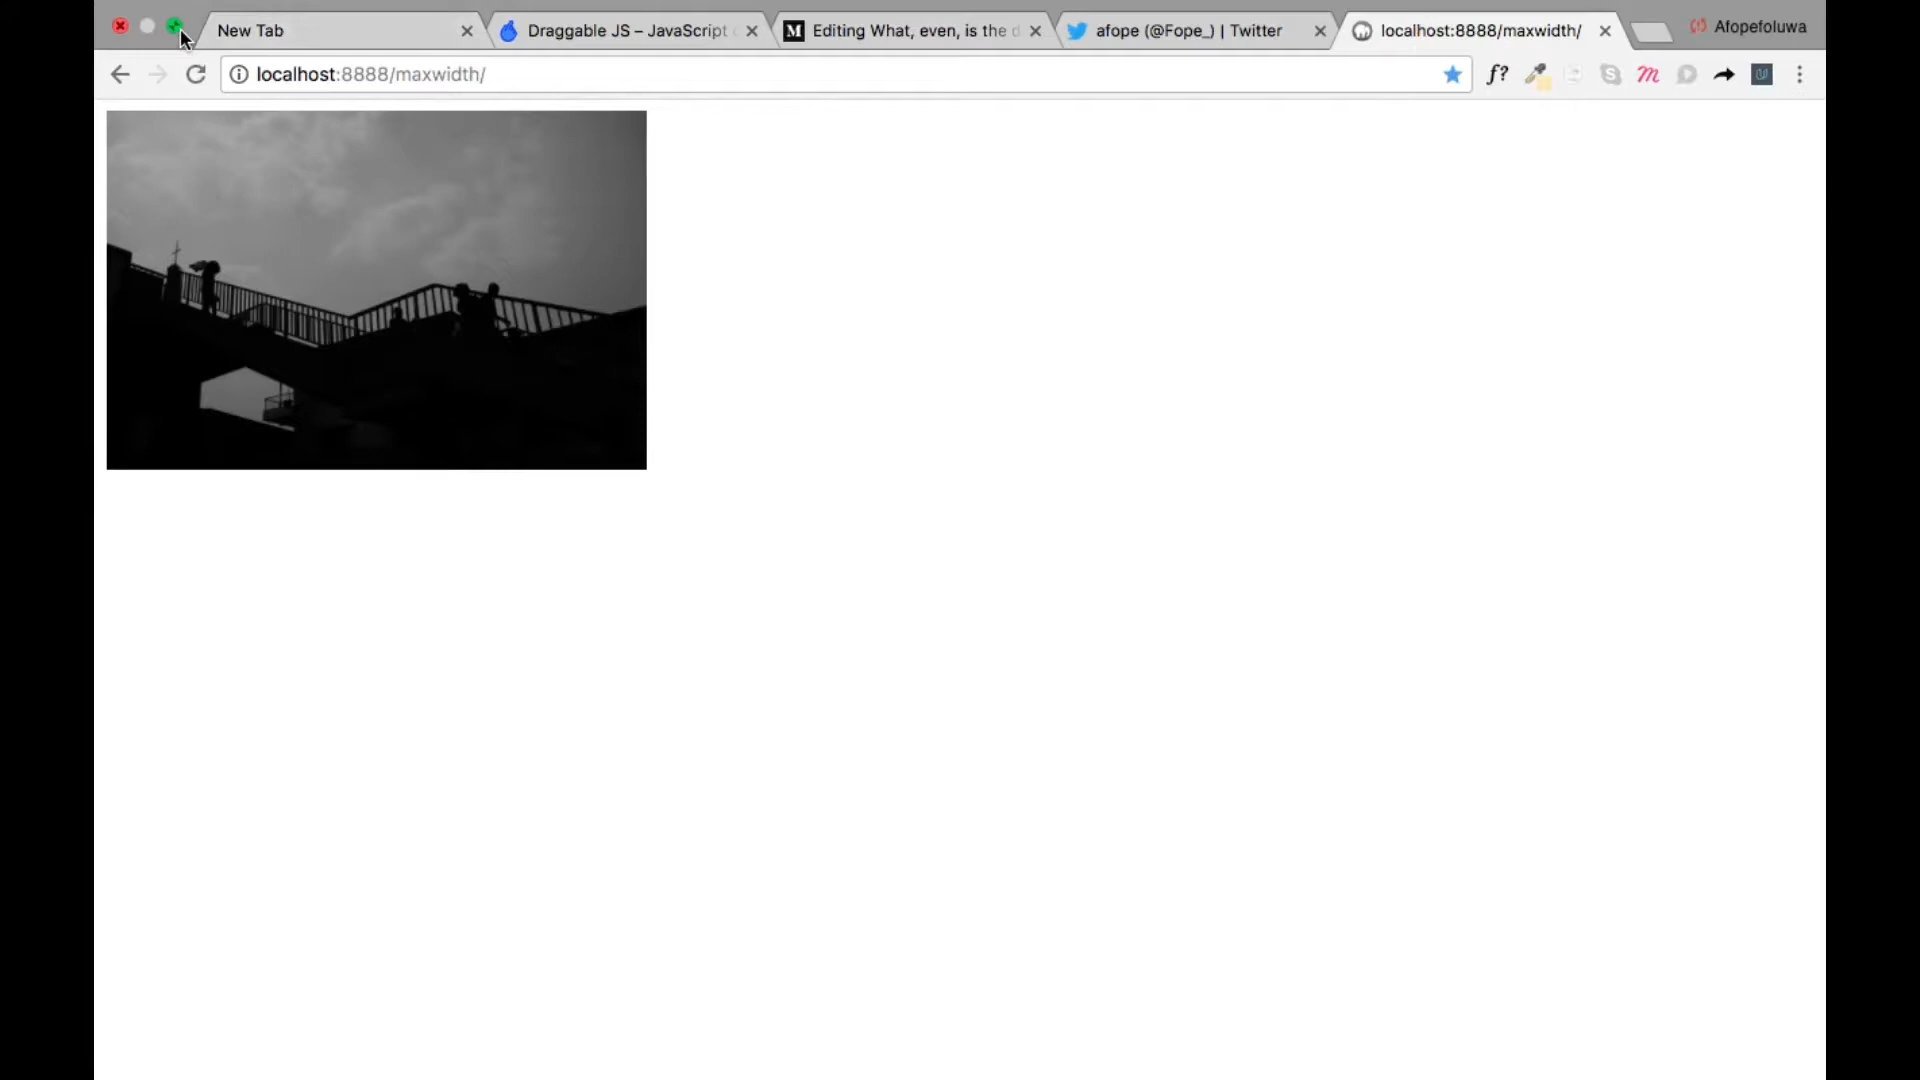 New Tab
Draggable JS – JavaScript
Editing What, even, is the d
afope (@Fope_) | Twitter
localhost:8888/maxwidth/
Afopefoluwa
localhost:8888/maxwidth/
f?
m